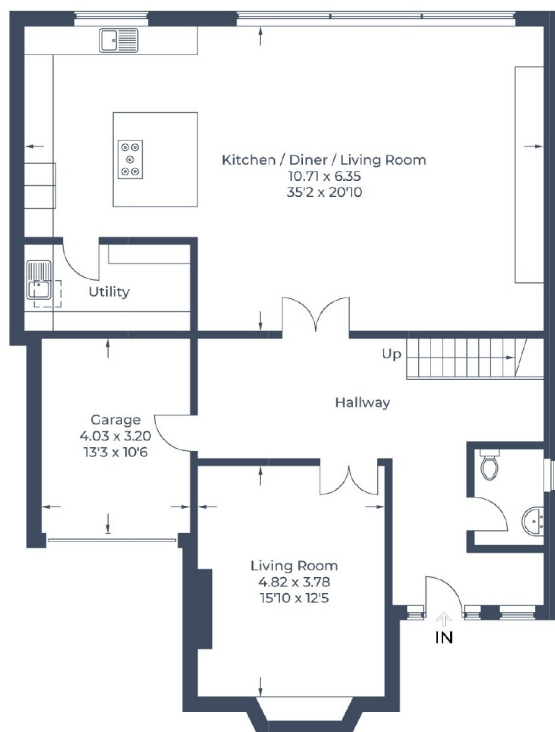 Kitchen / Diner / Living Room
10.71 x 6.35
35'2 x 20'10
Utility
Up
Hallway
Garage
4.03 x 3.20
13'3 x 10'6
Living Room
4.82 x 3.78
15'10 x 12'5
IN